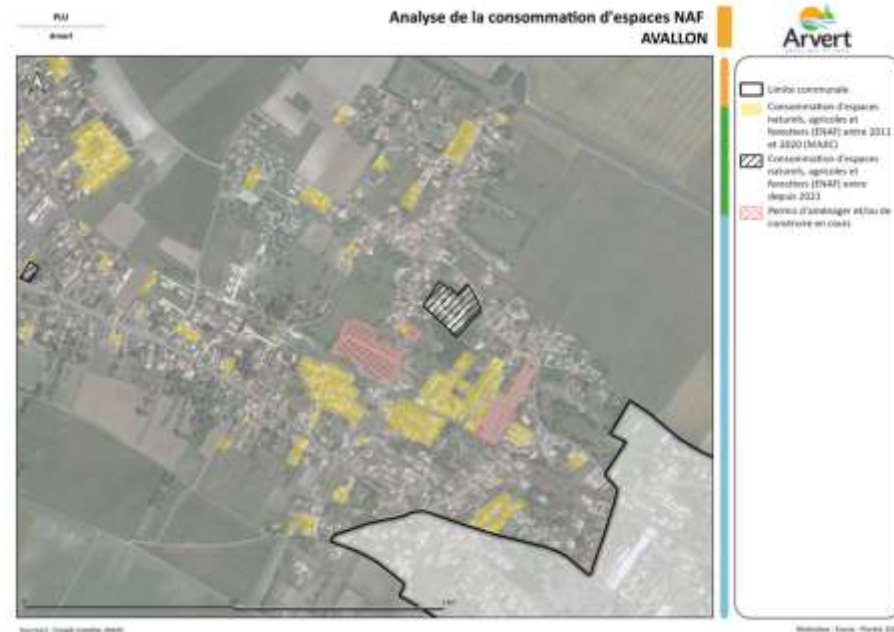 PLU
Arvert
Analyse de la consommation d'espaces NAF
AVALLON
Arvert
Limite communale
Consommation d'espaces
naturels, agricoles et
forestiers (ENAF) entre 2011
et 2020 (MAJIC)
Consommation d'espaces
naturels, agricoles et
forestiers (ENAF) entre
depuis 2021
Permis d'aménager et/ou de
construire en cours